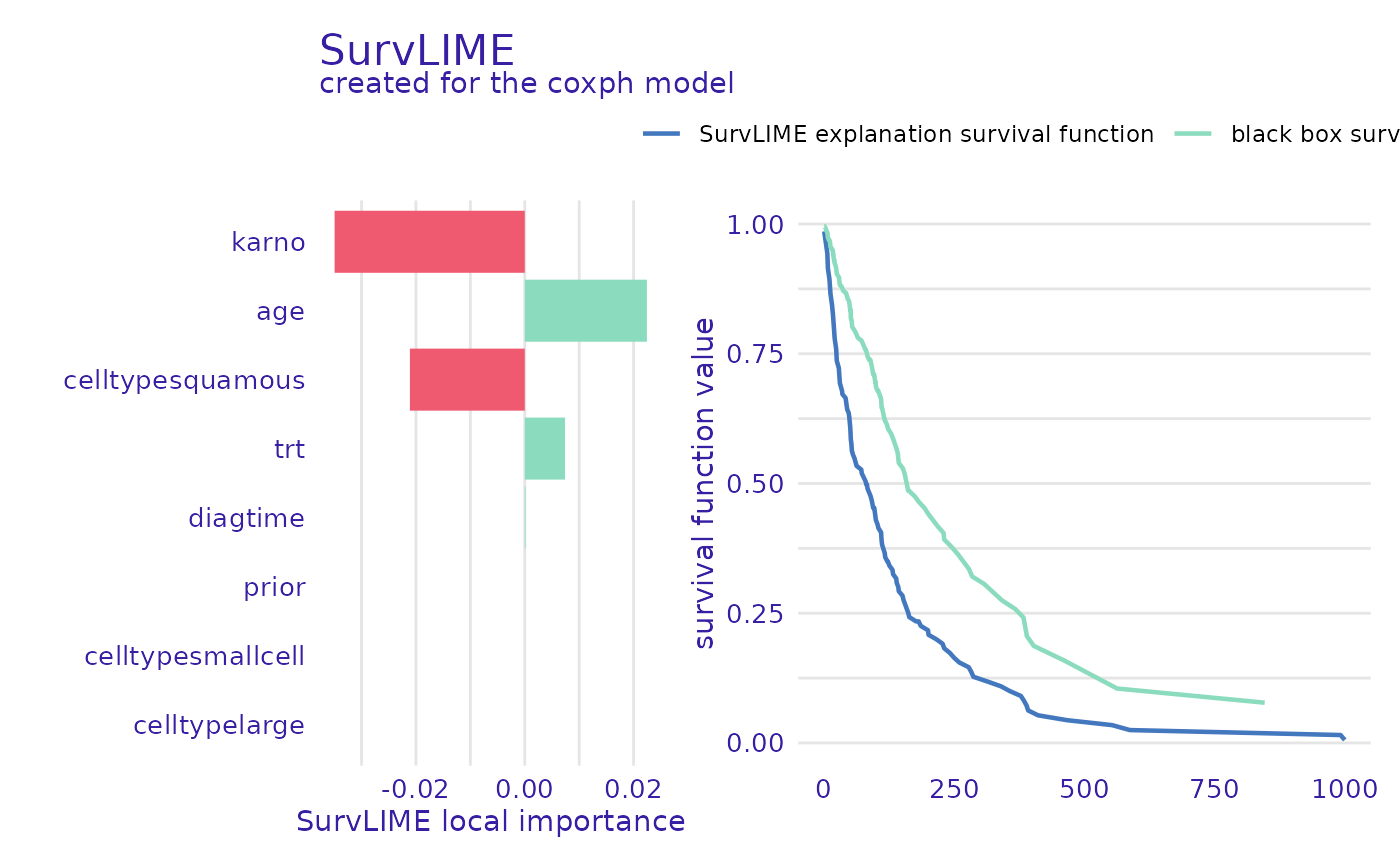 SurvLIME
created for the coxph model
SurvLIME explanation survival function
black box surv
karno
age
celltypesquamous
trt
diagtime
prior
celltypesmallcell
celltypelarge
-0.02 0.00 0.02
SurvLIME local importance
survival function value
1.00
0.75
0.50
0.25
0.00
0 250 500 750 1000